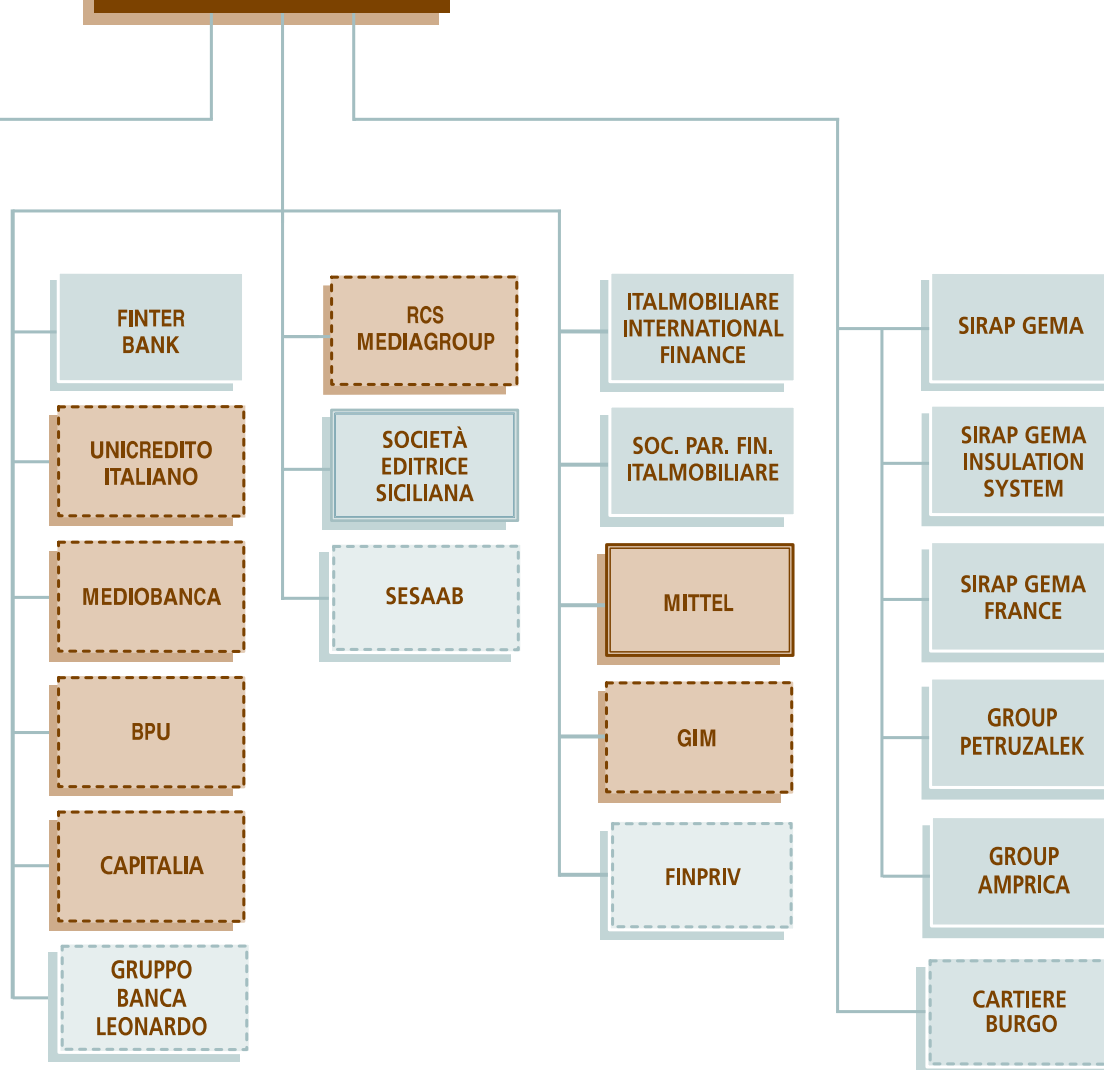 FINTER
BANK
UNICREDITO
ITALIANO
MEDIOBANCA
BPU
CAPITALIA
GRUPPO
BANCA
LEONARDO
RCS
MEDIAGROUP
SOCIETÀ
EDITRICE
SICILIANA
SESAAB
ITALMOBILIARE
INTERNATIONAL
FINANCE
SOC. PAR. FIN.
ITALMOBILIARE
MITTEL
GIM
FINPRIV
SIRAP GEMA
SIRAP GEMA
INSULATION
SYSTEM
SIRAP GEMA
FRANCE
GROUP
PETRUZALEK
GROUP
AMPRICA
CARTIERE
BURGO